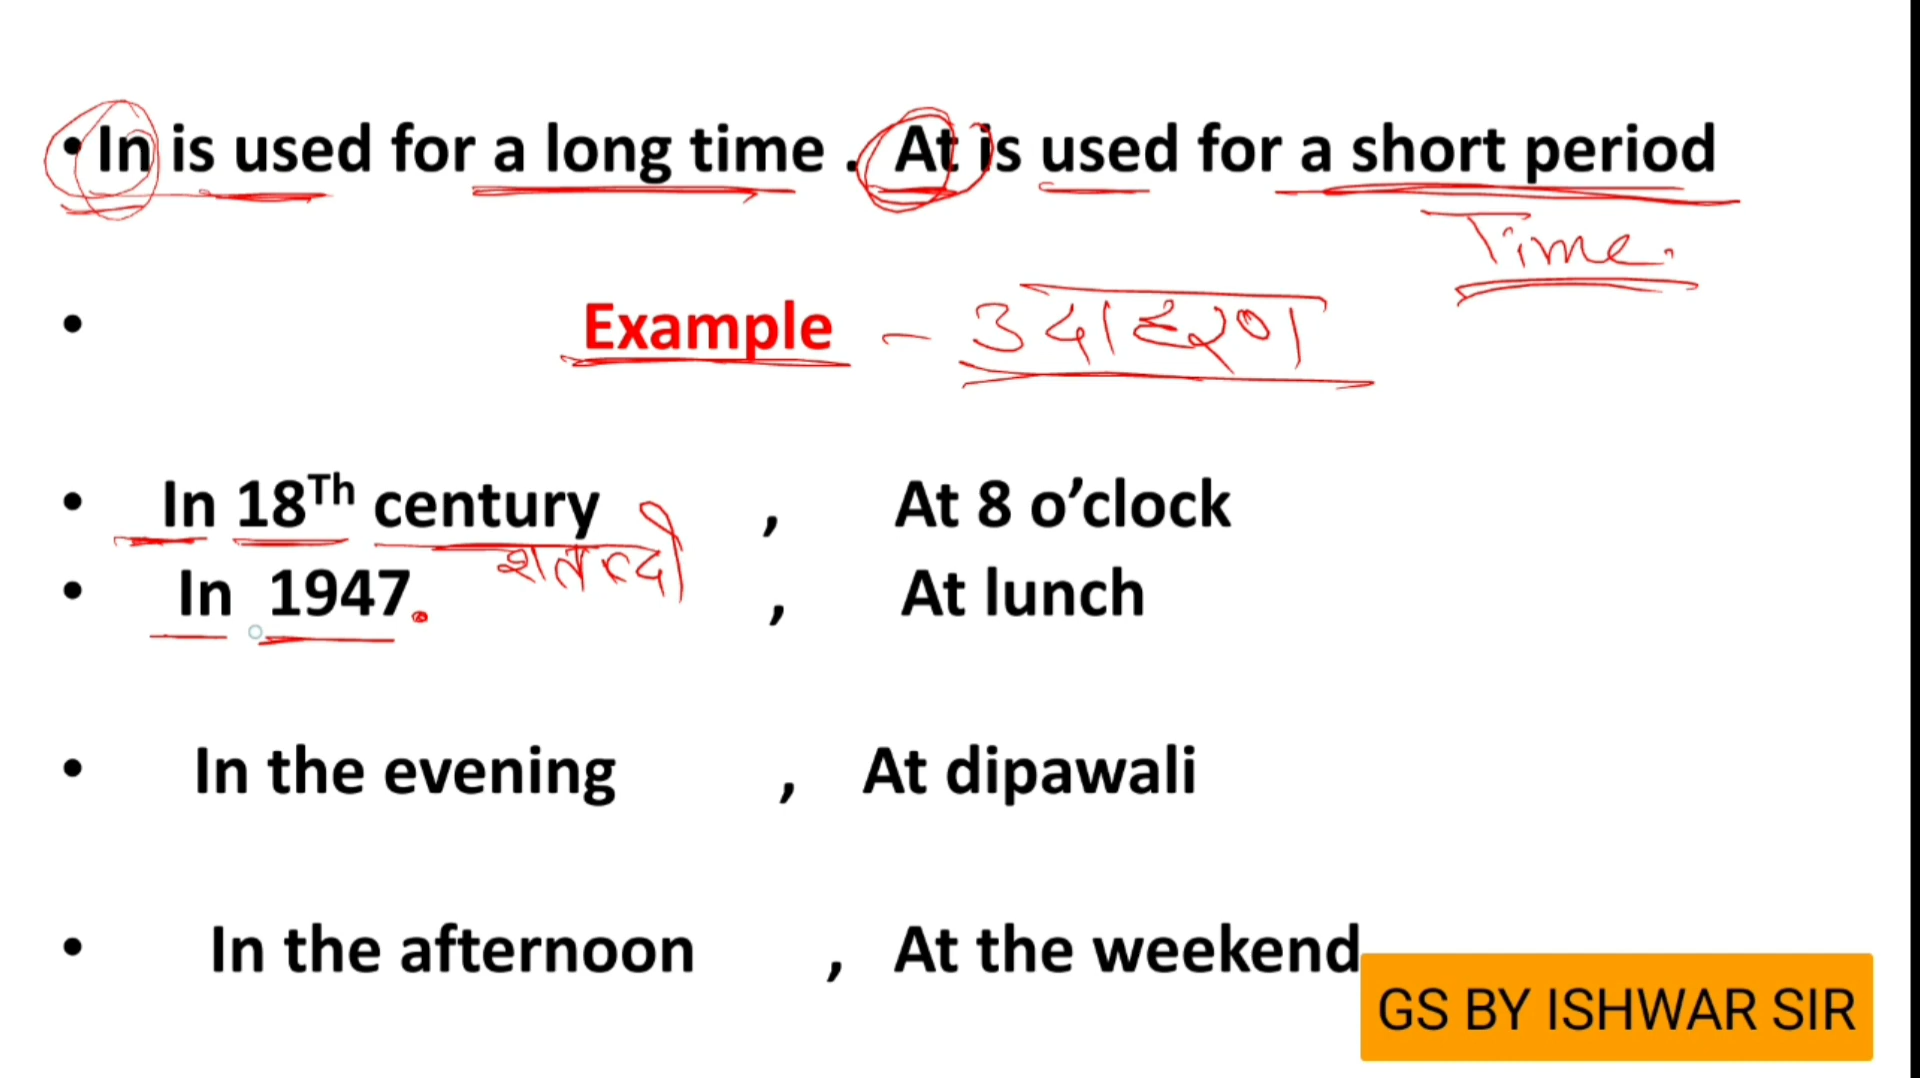 • In is used for a long time . At is used for a short period
Time.
• Example - उदाहरण
• In 18Th century , At 8 o’clock
शताब्दी
• In 1947. , At lunch
• In the evening , At dipawali
• In the afternoon , At the weekend
GS BY ISHWAR SIR